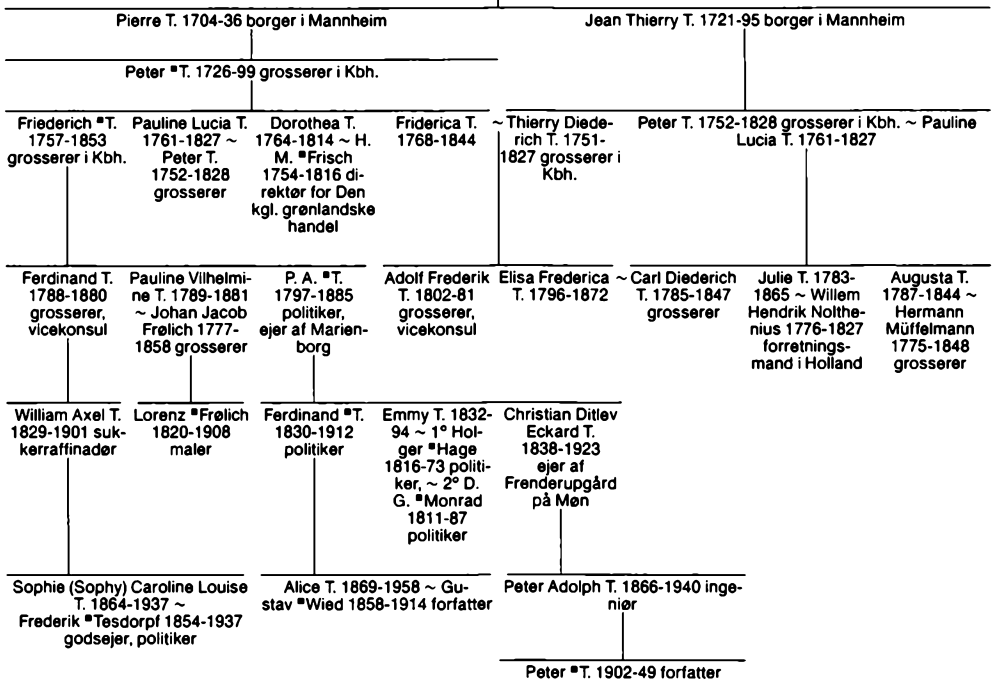 Pierre T. 1704-36 borger i Mannheim
Jean Thierry T. 1721-95 borger i Mannheim
Peter ■T. 1726-99 grosserer i Kbh.
Friederich ■T.
1757-1853
grosserer i Kbh.
Pauline Lucia T.
1761-1827 ~
Peter T.
1752-1828
grosserer
Dorothea T.
1764-1814 ~ H.
M. ■Frisch
1754-1816 di-
rektør for Den
kgl. grønlandske
handel
Friderica T.
1768-1844
~ Thierry Diede-
rich T. 1751-
1827 grosserer i
Kbh.
Peter T. 1752-1828 grosserer i Kbh. ~ Pauline
Lucia T. 1761-1827
Ferdinand T.
1788-1880
grosserer,
vicekonsul
Pauline Vilhelmi-
ne T. 1789-1881
~ Johan Jacob
Frølich 1777-
1858 grosserer
P. A. ■T.
1797-1885
politiker,
ejer af Marien-
borg
Adolf Frederik
T. 1802-81
grosserer,
vicekonsul
Elisa Frederica
T. 1796-1872
~ Carl Diederich
T. 1785-1847
grosserer
Julie T. 1783-
1865 ~ Willem
Hendrik Nolthe-
nius 1776-1827
forretnings-
mand i Holland
Augusta T.
1787-1844 ~
Hermann
Müffelmann
1775-1848
grosserer
William Axel T.
1829-1901 suk-
kerraffinadør
Lorenz ■Frølich
1820-1908
maler
Ferdinand ■T.
1830-1912
politiker
Emmy T. 1832-
94 ~ 1° Hol-
ger ■Hage
1816-73 politi-
ker, ~ 2° D.
G. ■Monrad
1811-87
politiker
Christian Ditlev
Eckard T.
1838-1923
ejer af
Frenderupgård
på Møn
Sophie (Sophy) Caroline Louise
T. 1864-1937 ~
Frederik ■Tesdorpf 1854-1937
godsejer, politiker
Alice T. 1869-1958 ~ Gu-
stav ■Wied 1858-1914 forfatter
Peter Adolph T. 1866-1940 inge-
niør
Peter ■T. 1902-49 forfatter